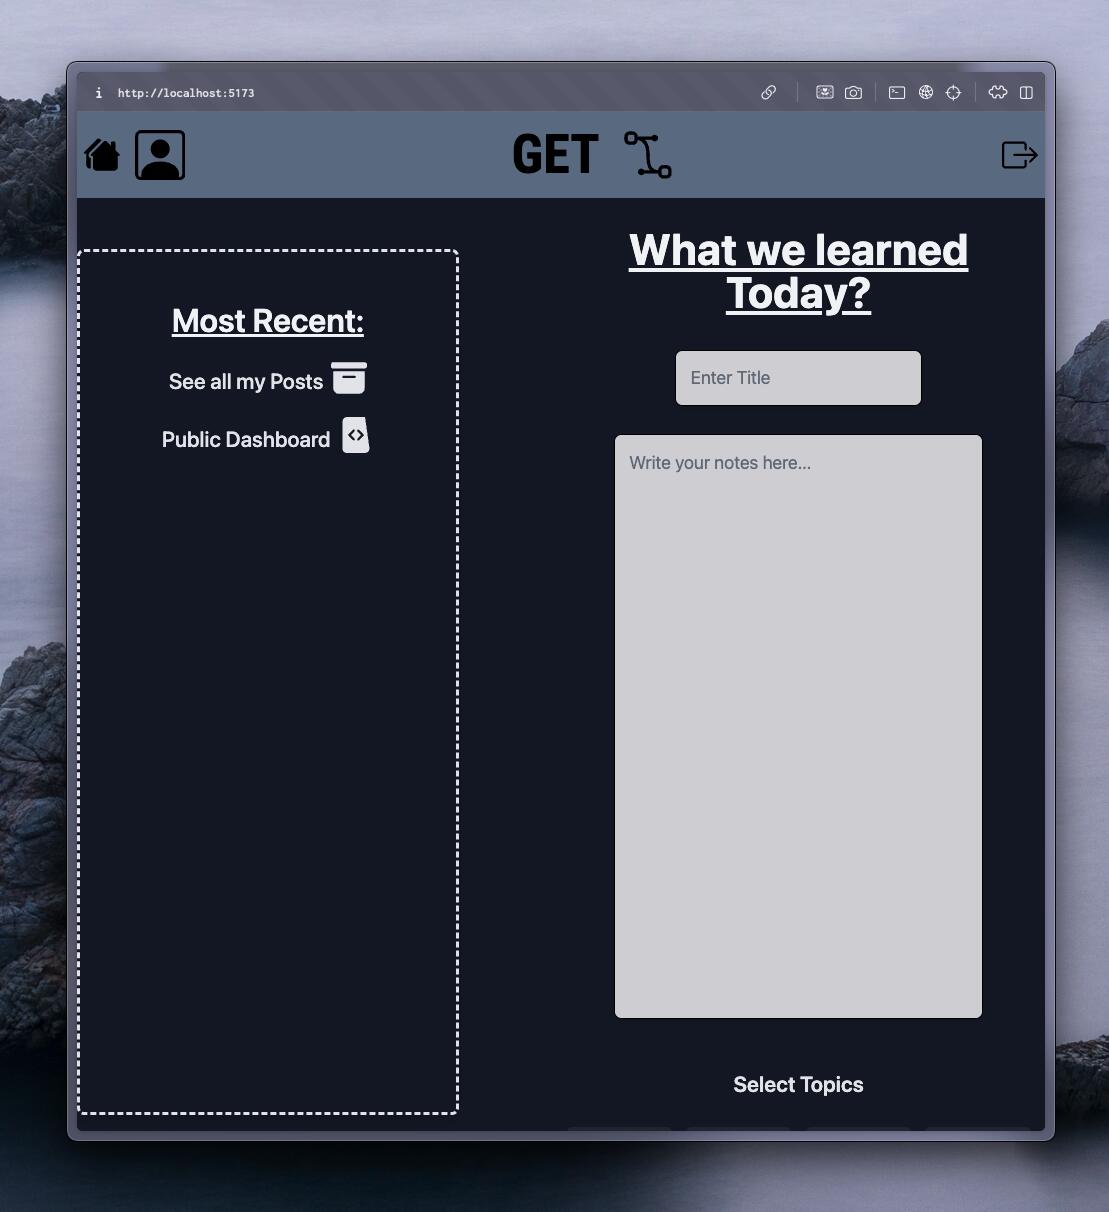 i http://localhost:5173
GET
Most Recent:
See all my Posts
Public Dashboard
What we learned
Today?
Enter Title
Write your notes here...
Select Topics